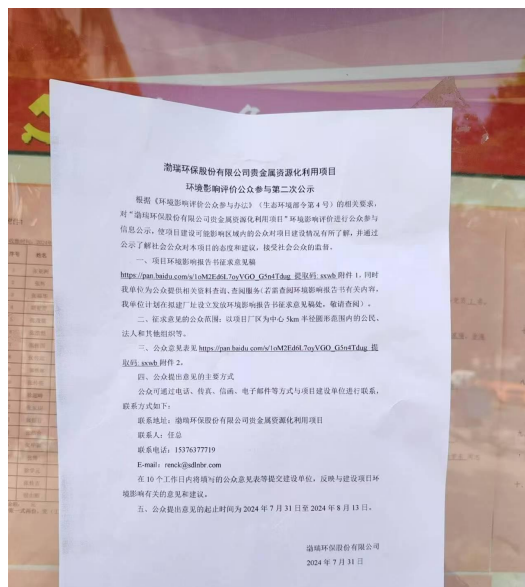 渤瑞环保股份有限公司贵金属资源化利用项目
环境影响评价公众参与第二次公示
根据《环境影响评价公众参与办法》(生态环境部令第 4 号)的相关要求,
对“渤瑞环保股份有限公司贵金属资源化利用项目”环境影响评价进行公众参与
信息公示,使项目建设可能影响区域内的公众对项目建设情况有所了解,并通过
公示了解社会公众对本项目的态度和建议,接受社会公众的监督。
一、项目环境影响报告书征求意见稿
https://pan.baidu.com/s/1oM2Ed6L7oyVGO_G5n4Tdug 提取码: sxwb 附件 1,同时
我单位为公众提供相关资料查询、查阅服务(若需查阅环境影响报告书有关内容,
我单位计划在拟建厂址设立发放环境影响报告书征求意见稿处,敬请查阅)。
二、征求意见的公众范围:以项目厂区为中心 5km 半径圆形范围内的公民、
法人和其他组织等。
三、公众意见表见 https://pan.baidu.com/s/1oM2Ed6L7oyVGO_G5n4Tdug 提
取码: sxwb 附件 2。
四、公众提出意见的主要方式
公众可通过电话、传真、信函、电子邮件等方式与项目建设单位进行联系,
联系方式如下:
联系地址:渤瑞环保股份有限公司贵金属资源化利用项目
联系人:任总
联系电话:15376377719
E-mail:renck@sdlnbr.com
在 10 个工作日内将填写的公众意见表等提交建设单位,反映与建设项目环
境影响有关的意见和建议。
五、公众提出意见的起止时间为 2024 年 7 月 31 日至 2024 年 8 月 13 日。
渤瑞环保股份有限公司
2024 年 7 月 31 日